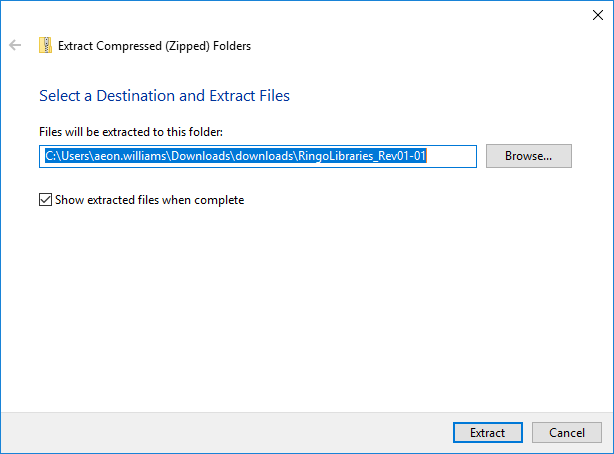 Extract Compressed (Zipped) Folders
Select a Destination and Extract Files
Files will be extracted to this folder:
C:\Users\aeon.williams\Downloads\downloads\RingoLibraries_Rev01-01
Browse...
Show extracted files when complete
Extract
Cancel